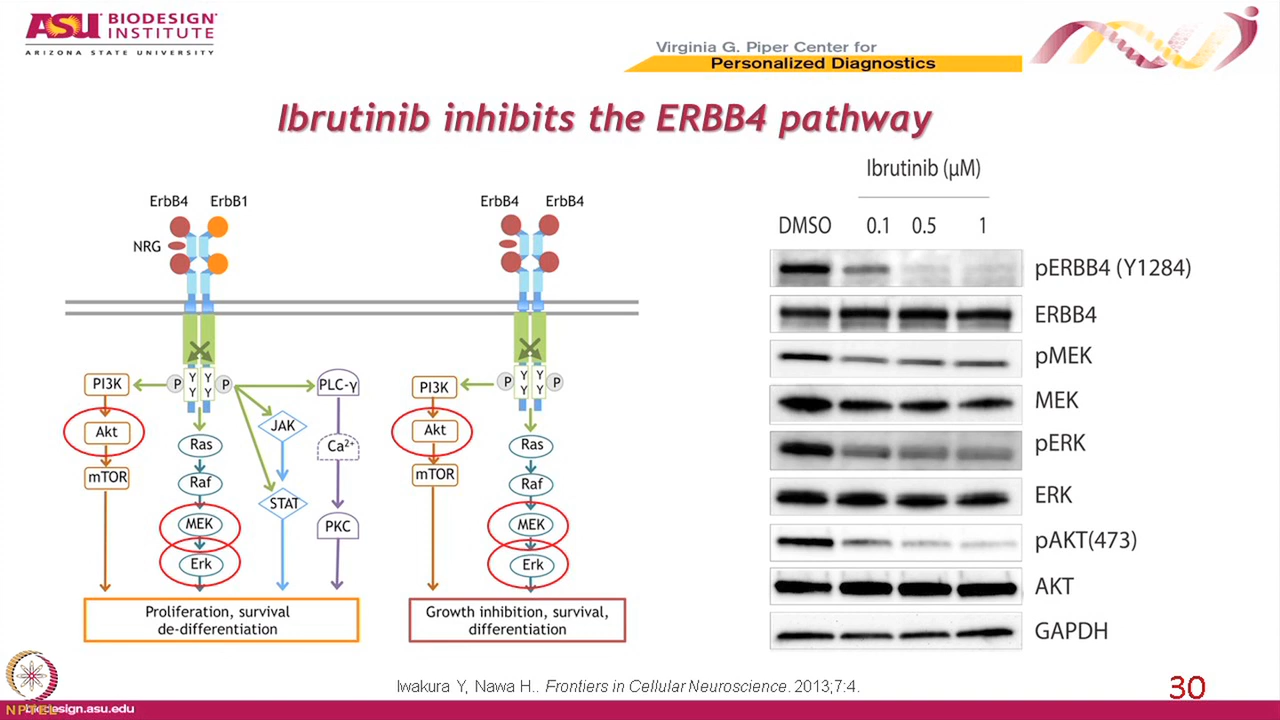 ASU BIODESIGN
INSTITUTE
ARIZONA STATE UNIVERSITY
Virginia G. Piper Center for
Personalized Diagnostics
Ibrutinib inhibits the ERBB4 pathway
ErbB4 ErbB1
NRG
P Y Y P
Y Y
PI3K
Akt
mTOR
Ras
Raf
MEK
Erk
JAK
STAT
PLC-γ
Ca²⁺
PKC
Proliferation, survival
de-differentiation
ErbB4 ErbB4
P Y Y P
Y Y
PI3K
Akt
mTOR
Ras
Raf
MEK
Erk
Growth inhibition, survival,
differentiation
Ibrutinib (μM)
DMSO 0.1 0.5 1
pERBB4 (Y1284)
ERBB4
pMEK
MEK
pERK
ERK
pAKT(473)
AKT
GAPDH
Iwakura Y, Nawa H.. Frontiers in Cellular Neuroscience. 2013;7:4.
30
NPTEL
biodesign.asu.edu